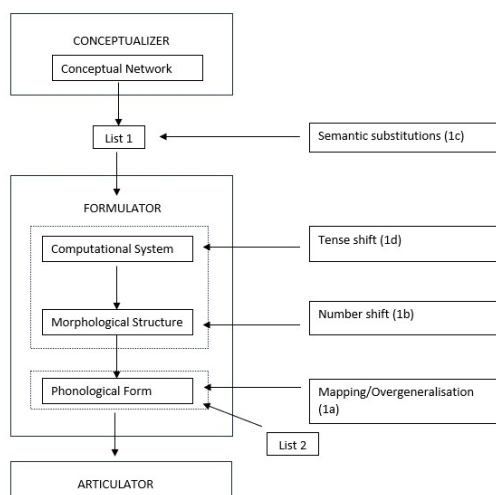 CONCEPTUALIZER
Conceptual Network
List 1
Semantic substitutions (1c)
FORMULATOR
Computational System
Tense shift (1d)
Morphological Structure
Number shift (1b)
Phonological Form
Mapping/Overgeneralisation
(1a)
List 2
ARTICULATOR